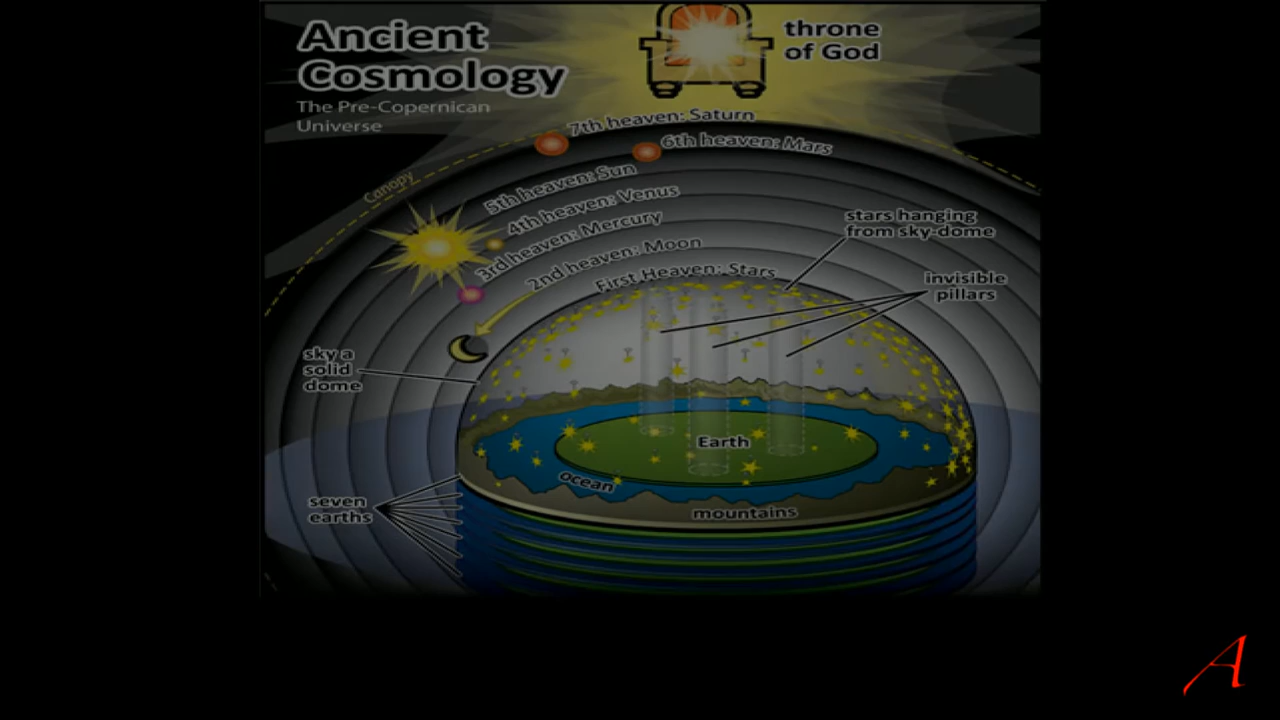 Ancient
Cosmology
The Pre-Copernican
Universe
throne
of God
7th heaven: Saturn
6th heaven: Mars
Canopy
5th heaven: Sun
4th heaven: Venus
3rd heaven: Mercury
2nd heaven: Moon
First Heaven: Stars
stars hanging
from sky-dome
invisible
pillars
sky a
solid
dome
Earth
ocean
seven
earths
mountains
A